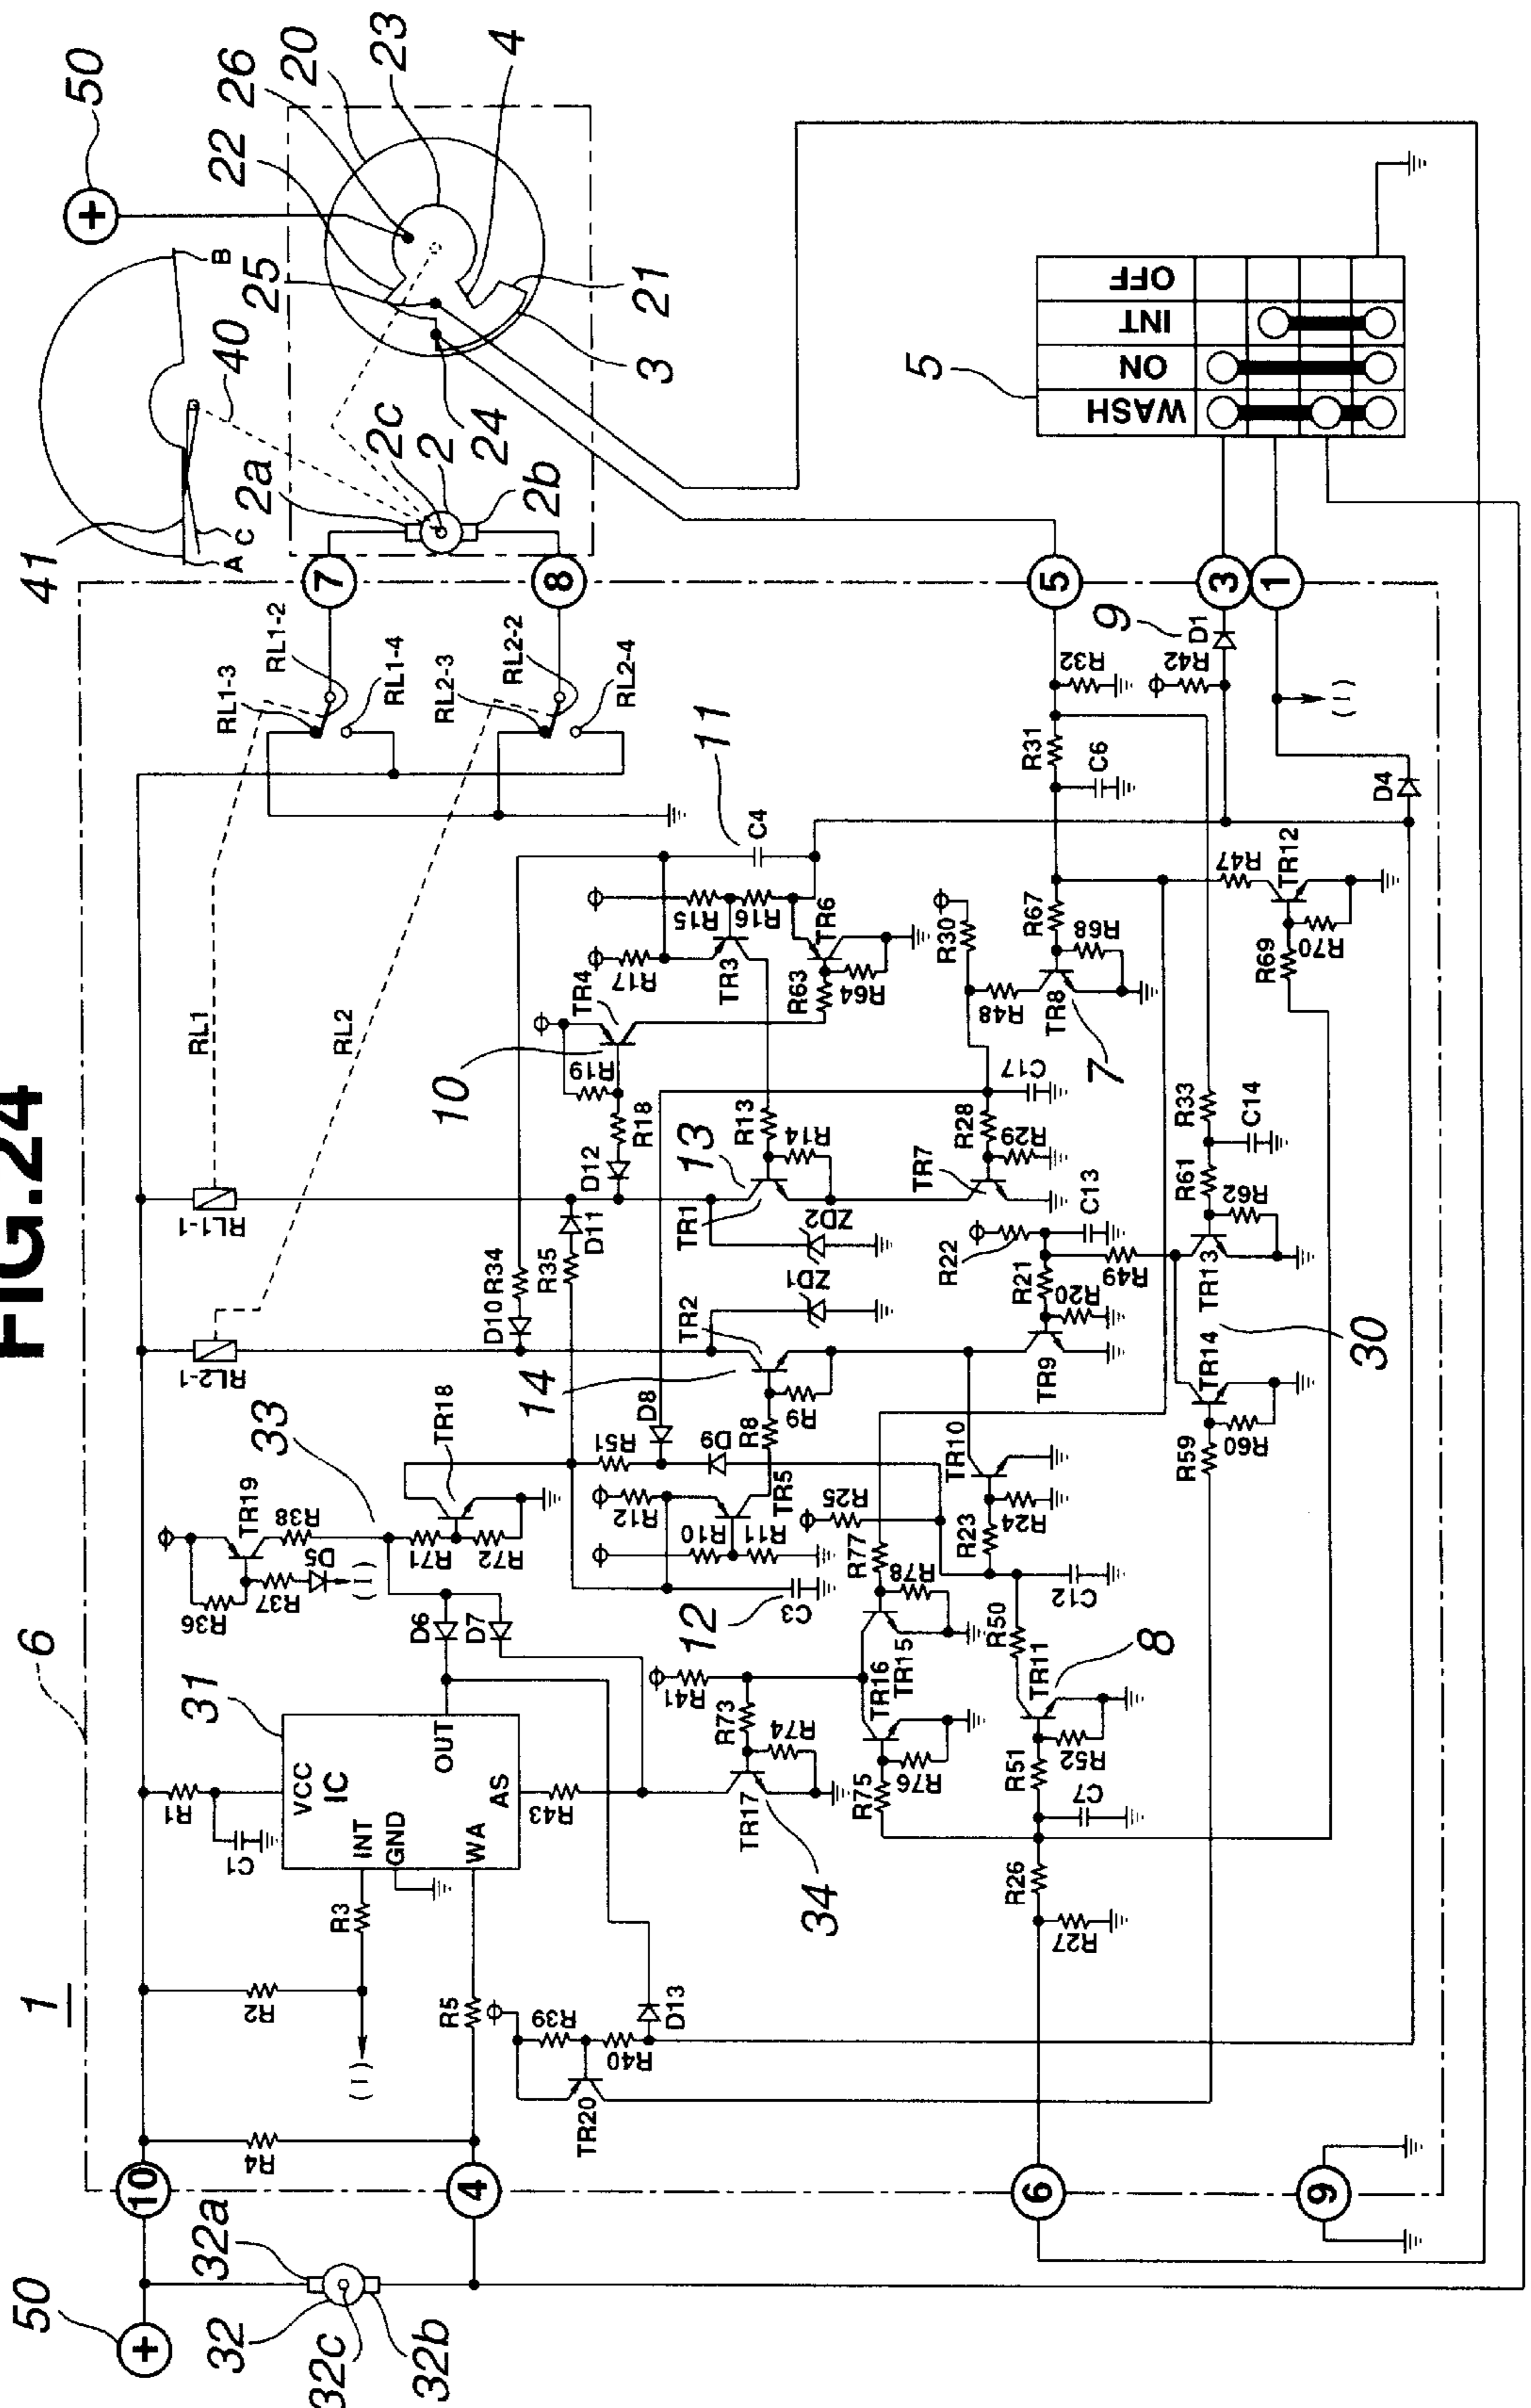 FIG.24
1
6
50
+
10
32
32a
32b
32c
4
6
9
R4
R2
R3
R5
R1
C1
(I)
VCC
IC
INT
GND
WA
AS
OUT
31
R43
R36
R37
R38
TR19
D5
(I)
33
D6
D7
R71
R72
TR18
TR20
R39
R40
D13
34
TR17
R73
R74
R41
R75
R76
TR16
TR15
R77
R78
R26
R27
C7
R51
R52
TR11
8
R50
C12
R23
R24
R25
TR10
12
C3
R10
R11
R12
TR5
R51
D8
D9
R8
R9
14
TR2
ZD1
RL2-1
RL1-1
RL1
RL2
D10
R34
R35
D11
D12
R18
R19
10
TR4
13
TR1
ZD2
R13
R14
TR3
R17
R15
R16
TR6
R63
R64
11
C4
TR7
R28
R29
C17
R30
R48
TR8
7
R67
R68
TR9
R20
R21
R22
C13
R49
R59
R60
TR14
30
TR13
R61
R62
R33
C14
R69
R70
TR12
R47
R31
C6
R32
R42
D1
9
D4
(I)
RL1-3
RL1-2
RL1-4
RL2-3
RL2-2
RL2-4
7
8
5
3
1
41
A
C
B
40
50
+
2a
2c
2
2b
24
25
22
26
20
23
4
21
3
5
WASH
ON
INT
OFF